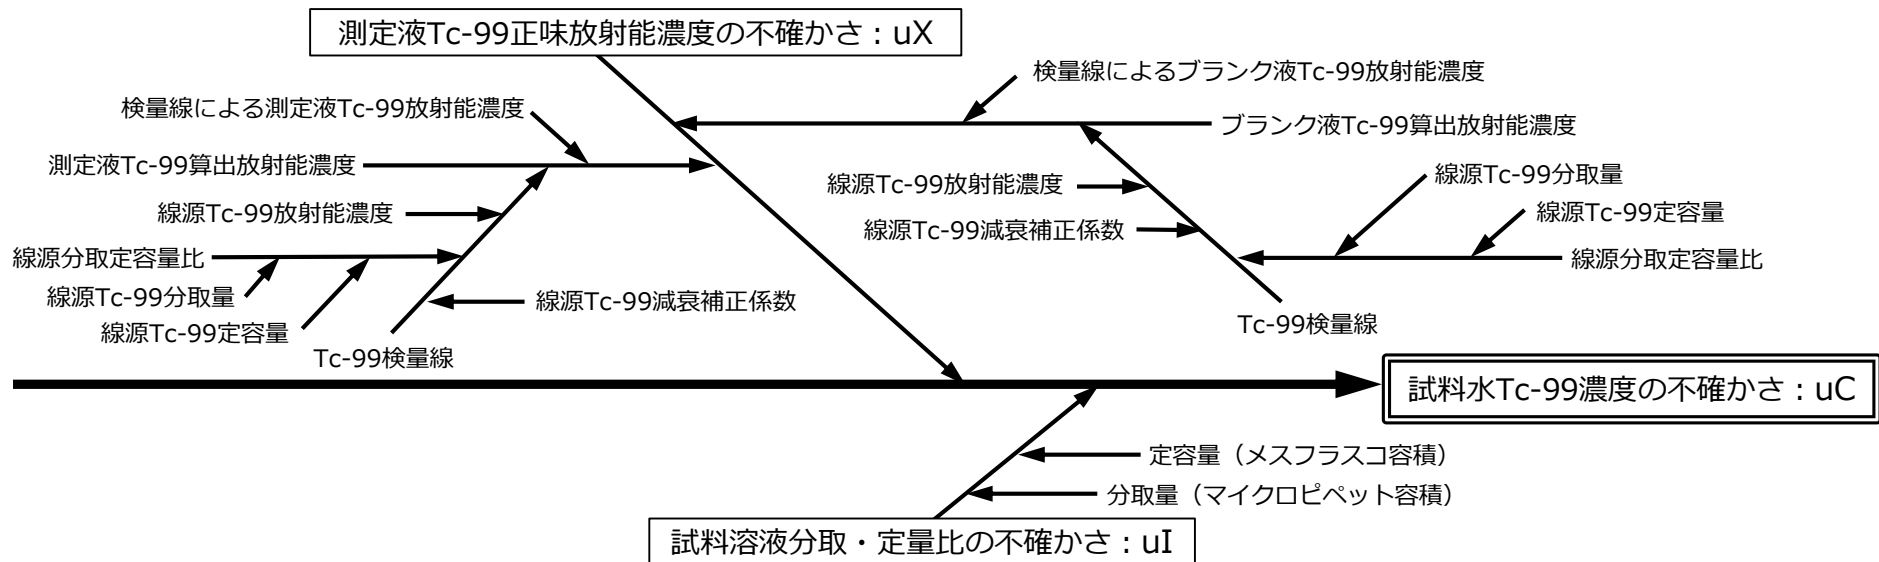 測定液Tc-99正味放射能濃度の不確かさ：uX
検量線によるブランク液Tc-99放射能濃度
検量線による測定液Tc-99放射能濃度
ブランク液Tc-99算出放射能濃度
測定液Tc-99算出放射能濃度
線源Tc-99放射能濃度
線源Tc-99分取量
線源Tc-99放射能濃度
線源Tc-99定容量
線源Tc-99減衰補正係数
線源分取定容量比
線源分取定容量比
線源Tc-99分取量
線源Tc-99減衰補正係数
線源Tc-99定容量
Tc-99検量線
Tc-99検量線
試料水Tc-99濃度の不確かさ：uC
定容量（メスフラスコ容積）
分取量（マイクロピペット容積）
試料溶液分取・定量比の不確かさ：uI